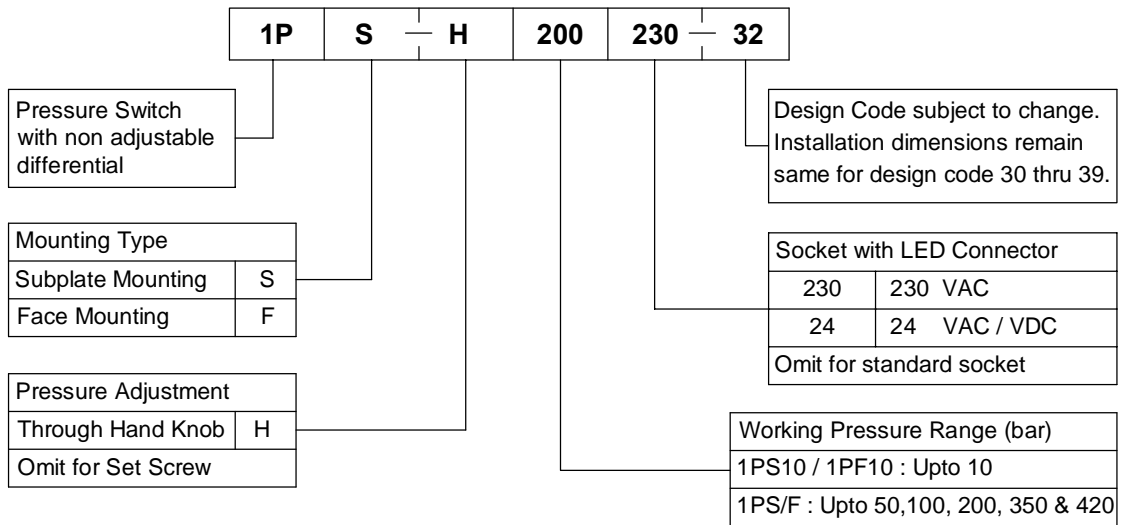 1P S — H 200 230 — 32
Pressure Switch
with non adjustable
differential
Design Code subject to change.
Installation dimensions remain
same for design code 30 thru 39.
Mounting Type
Subplate Mounting S
Face Mounting F
Socket with LED Connector
230 230 VAC
24 24 VAC / VDC
Omit for standard socket
Pressure Adjustment
Through Hand Knob H
Omit for Set Screw
Working Pressure Range (bar)
1PS10 / 1PF10 : Upto 10
1PS/F : Upto 50,100, 200, 350 & 420